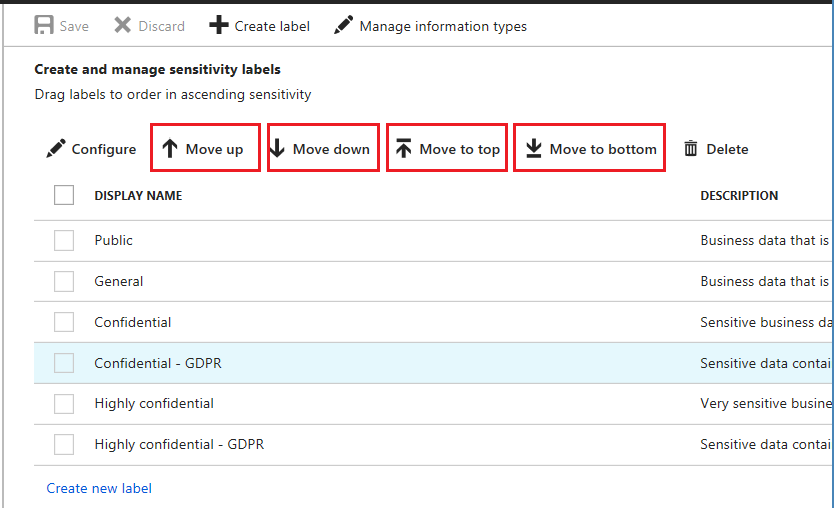 Save Discard Create label Manage information types
Create and manage sensitivity labels
Drag labels to order in ascending sensitivity
Configure Move up Move down Move to top Move to bottom Delete
DISPLAY NAME DESCRIPTION
Public Business data that is
General Business data that is
Confidential Sensitive business da
Confidential - GDPR Sensitive data contai
Highly confidential Very sensitive busine
Highly confidential - GDPR Sensitive data contai
Create new label